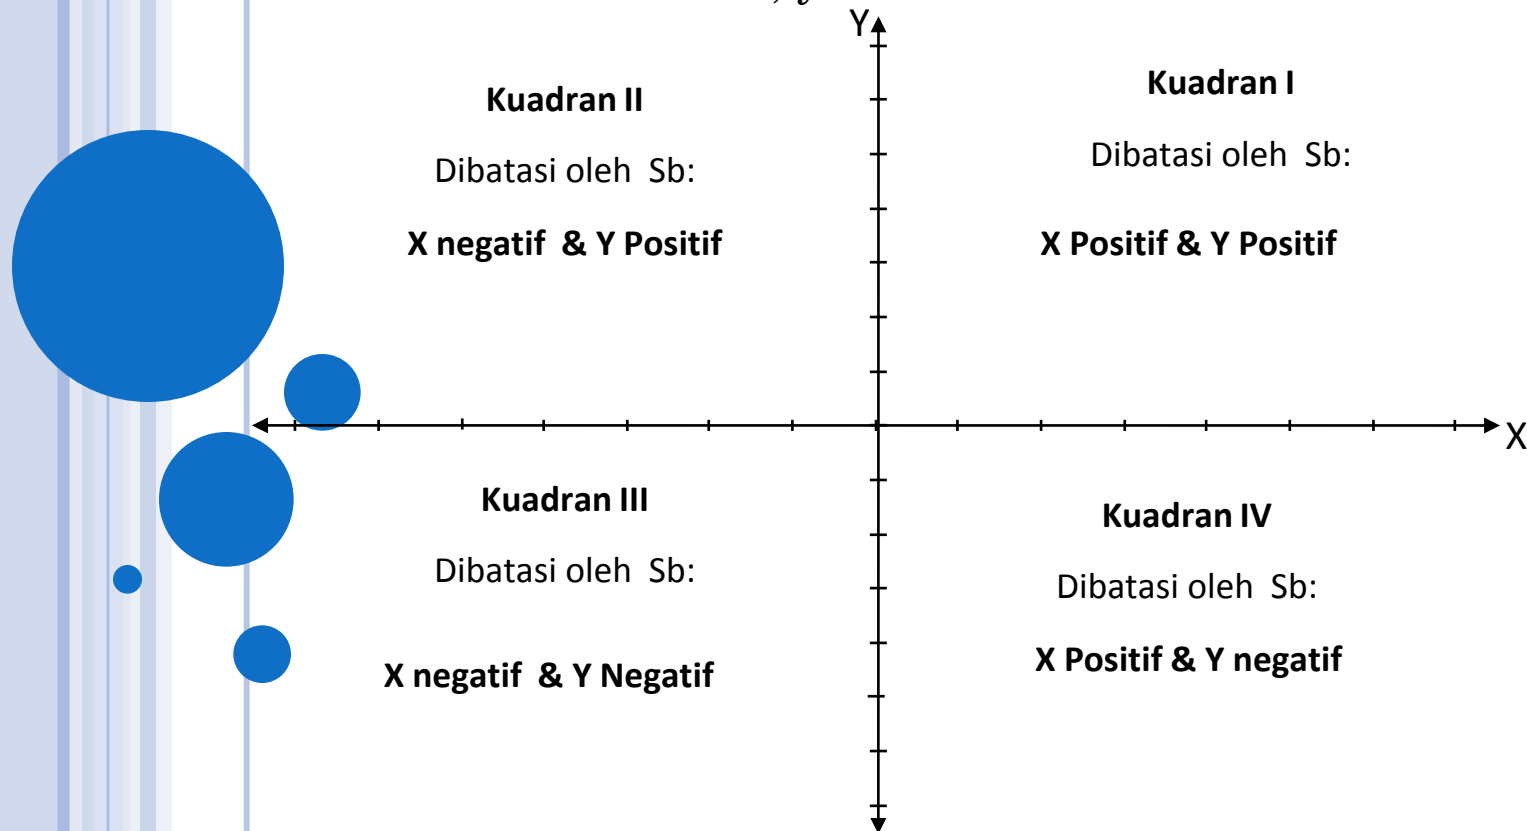 Y
Kuadran II
Dibatasi oleh Sb:
X negatif & Y Positif
Kuadran I
Dibatasi oleh Sb:
X Positif & Y Positif
X
Kuadran III
Dibatasi oleh Sb:
X negatif & Y Negatif
Kuadran IV
Dibatasi oleh Sb:
X Positif & Y negatif